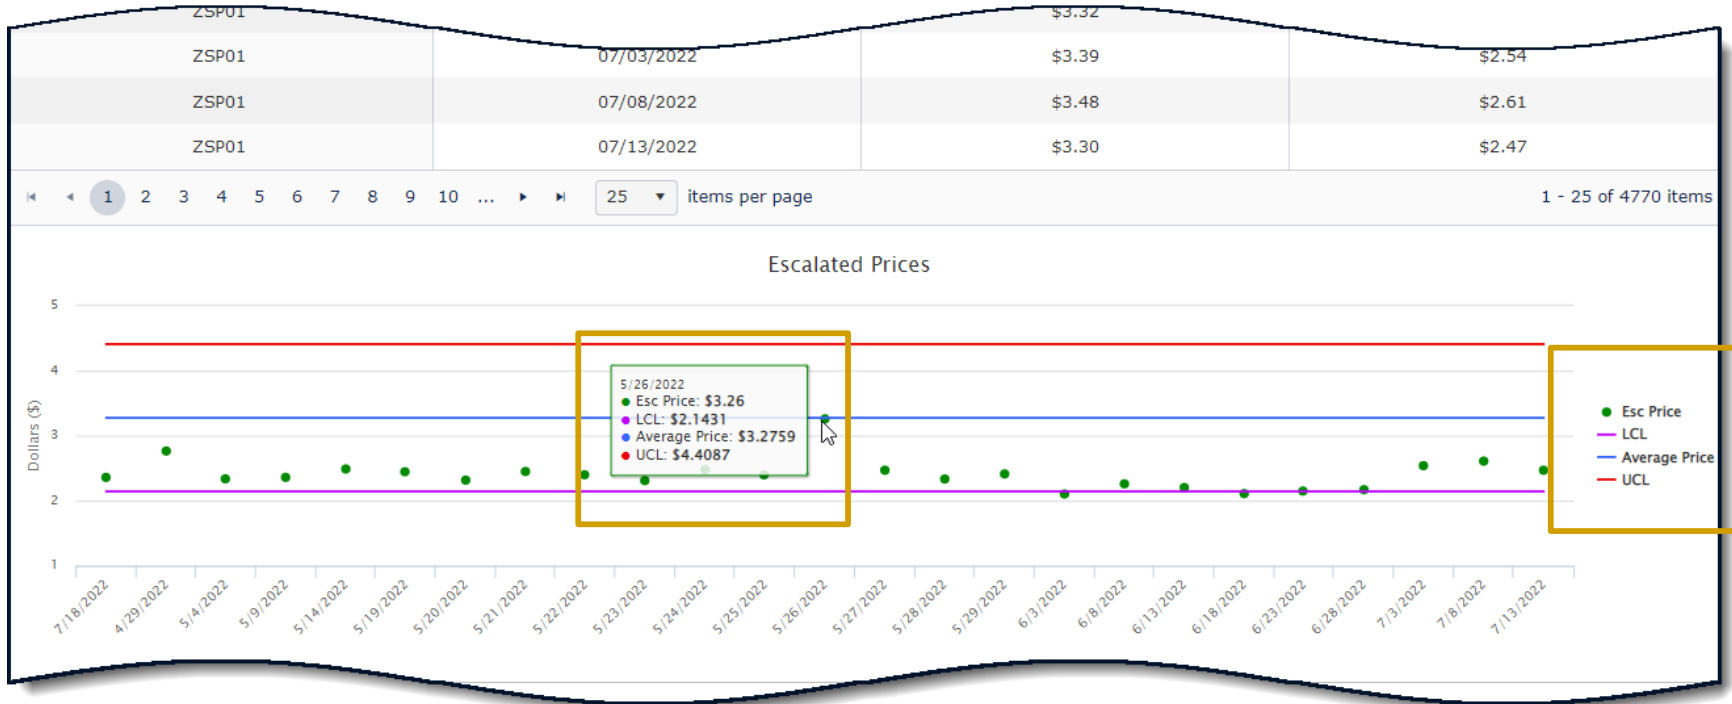 ZSP01 $3.32
ZSP01 07/03/2022 $3.39 $2.54
ZSP01 07/08/2022 $3.48 $2.61
ZSP01 07/13/2022 $3.30 $2.47
1 2 3 4 5 6 7 8 9 10 ... 25 items per page 1 - 25 of 4770 items
Escalated Prices
Dollars ($)
5
4
3
2
1
5/26/2022
Esc Price: $3.26
LCL: $2.1431
Average Price: $3.2759
UCL: $4.4087
Esc Price
LCL
Average Price
UCL
7/18/2022 4/29/2022 5/4/2022 5/9/2022 5/14/2022 5/19/2022 5/20/2022 5/21/2022 5/22/2022 5/23/2022 5/24/2022 5/25/2022 5/26/2022 5/27/2022 5/28/2022 5/29/2022 6/3/2022 6/8/2022 6/13/2022 6/18/2022 6/23/2022 6/28/2022 7/3/2022 7/8/2022 7/13/2022